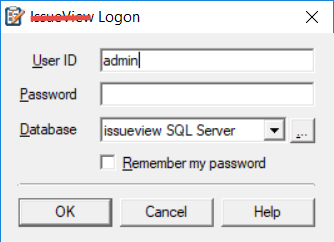 IssueView Logon
User ID admin
Password
Database issueview SQL Server ...
Remember my password
OK Cancel Help